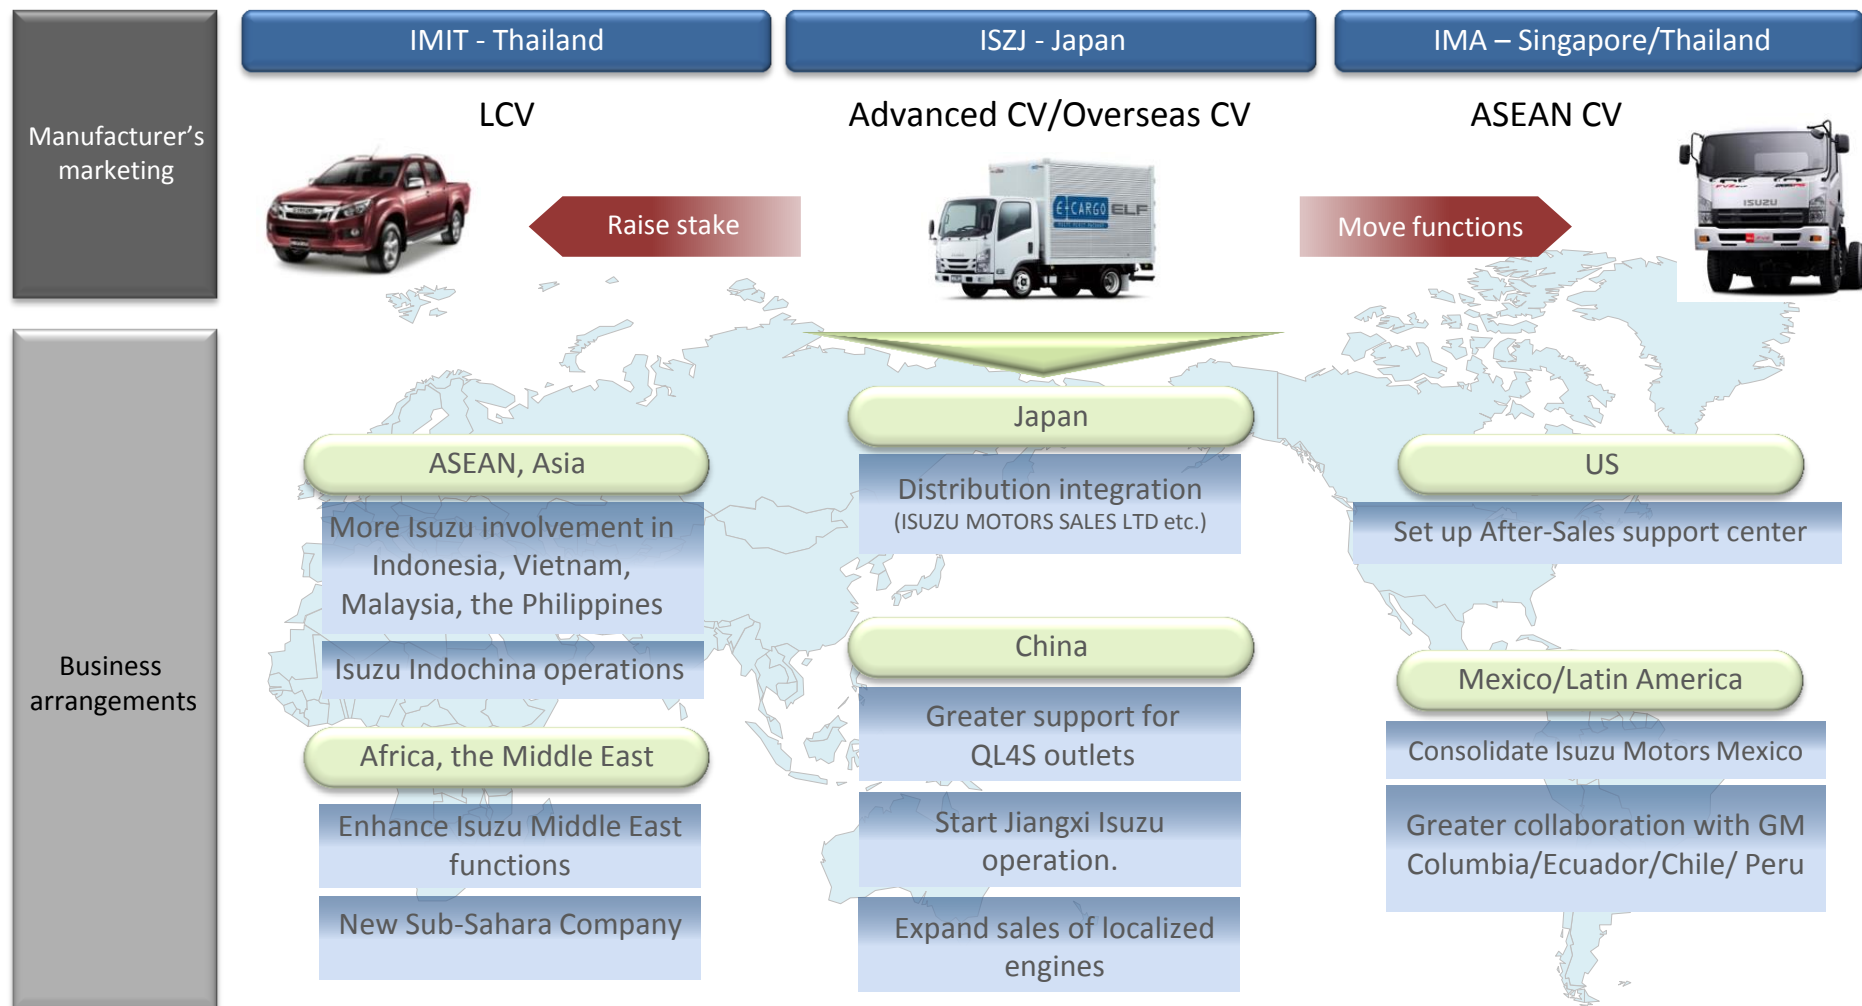 IMIT - Thailand
ISZJ - Japan
IMA – Singapore/Thailand
Manufacturer's
marketing
LCV
Advanced CV/Overseas CV
ASEAN CV
Raise stake
E-CARGO ELF
Move functions
ISUZU
Business
arrangements
ASEAN, Asia
More Isuzu involvement in
Indonesia, Vietnam,
Malaysia, the Philippines
Isuzu Indochina operations
Africa, the Middle East
Enhance Isuzu Middle East
functions
New Sub-Sahara Company
Japan
Distribution integration
(ISUZU MOTORS SALES LTD etc.)
China
Greater support for
QL4S outlets
Start Jiangxi Isuzu
operation.
Expand sales of localized
engines
US
Set up After-Sales support center
Mexico/Latin America
Consolidate Isuzu Motors Mexico
Greater collaboration with GM
Columbia/Ecuador/Chile/ Peru